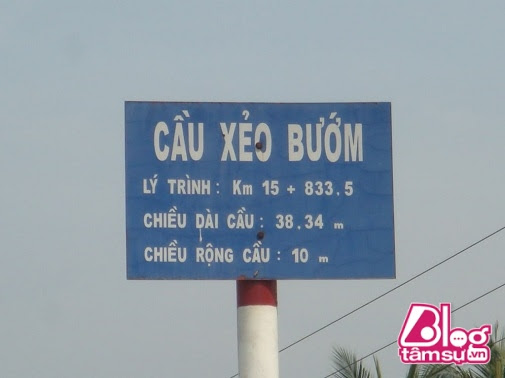 CẦU XẺO BƯỚM
LÝ TRÌNH: Km 15 + 833.5
CHIỀU DÀI CẦU: 38.34 m
CHIỀU RỘNG CẦU: 10 m
Blog
tâmsự.vn